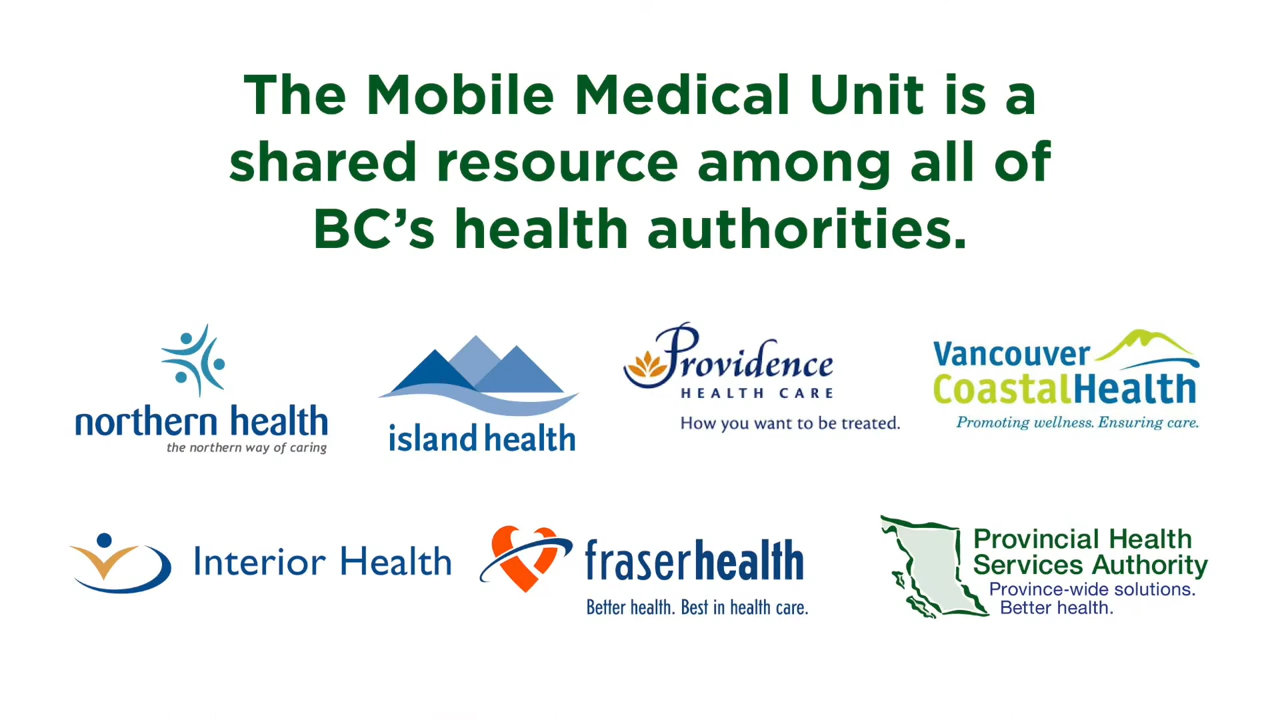 The Mobile Medical Unit is a
shared resource among all of
BC's health authorities.
northern health
the northern way of caring
island health
Providence
HEALTH CARE
How you want to be treated.
Vancouver
CoastalHealth
Promoting wellness. Ensuring care.
Interior Health
fraserhealth
Better health. Best in health care.
Provincial Health
Services Authority
Province-wide solutions.
Better health.